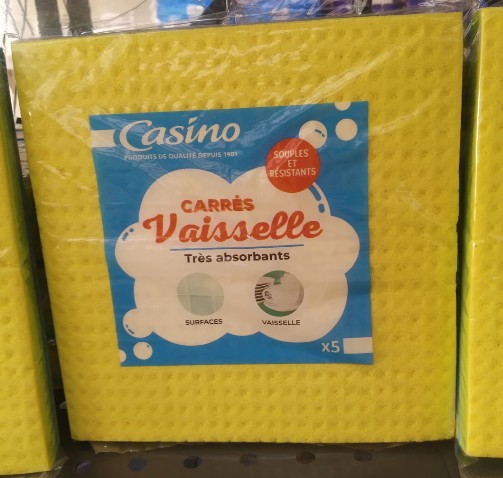 Casino
PRODUITS DE QUALITÉ DEPUIS 1901
SOUPLES
ET
RÉSISTANTS
CARRÉS
Vaisselle
Très absorbants
SURFACES
VAISSELLE
x5